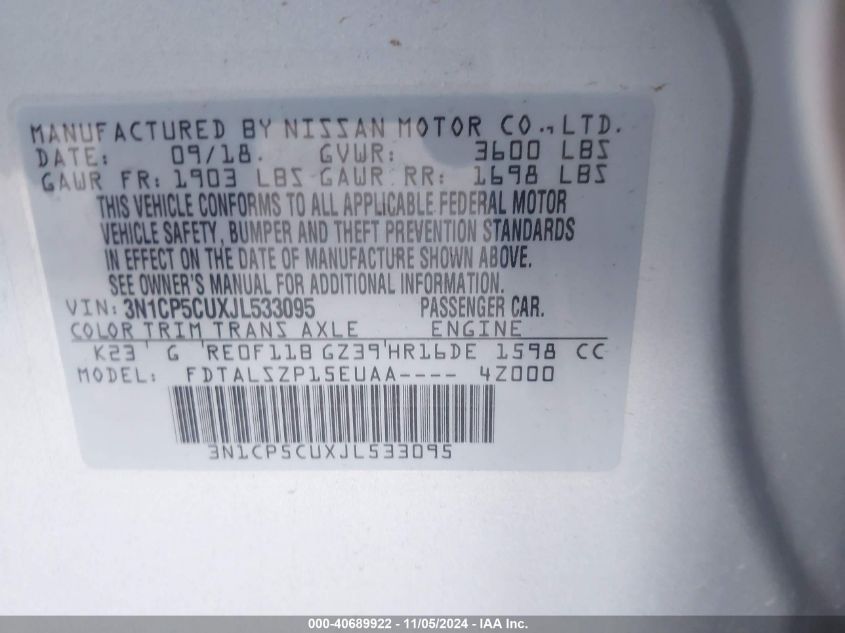 MANUFACTURED BY NISSAN MOTOR CO., LTD.
DATE: 09/18. GVWR: 3600 LBS
GAWR FR: 1903 LBS GAWR RR: 1698 LBS
THIS VEHICLE CONFORMS TO ALL APPLICABLE FEDERAL MOTOR
VEHICLE SAFETY, BUMPER AND THEFT PREVENTION STANDARDS
IN EFFECT ON THE DATE OF MANUFACTURE SHOWN ABOVE.
SEE OWNER'S MANUAL FOR ADDITIONAL INFORMATION.
VIN: 3N1CP5CUXJL533095 PASSENGER CAR.
COLOR TRIM TRANS AXLE ENGINE
K23 G RE0F11B GZ39 HR16DE 1598 CC
MODEL: FDTALSZP15EUAA---- 4Z000
3N1CP5CUXJL533095
000-40689922 - 11/05/2024 - IAA Inc.